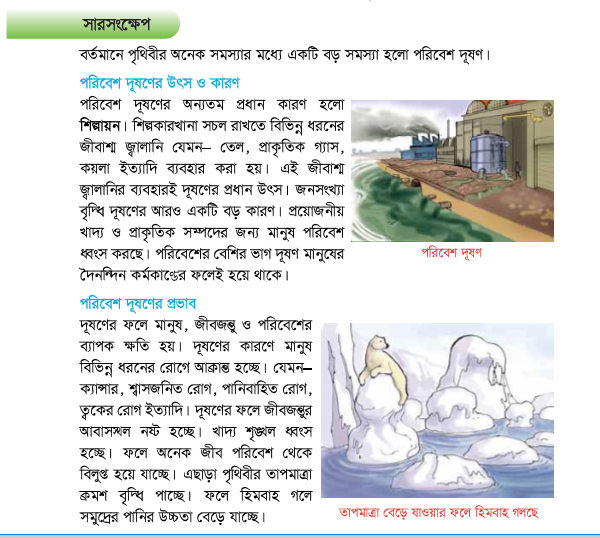 সারসংক্ষেপ
বর্তমানে পৃথিবীর অনেক সমস্যার মধ্যে একটি বড় সমস্যা হলো পরিবেশ দূষণ।
পরিবেশ দূষণের উৎস ও কারণ
পরিবেশ দূষণের অন্যতম প্রধান কারণ হলো
শিল্পায়ন। শিল্পকারখানা সচল রাখতে বিভিন্ন ধরনের
জীবাশ্ম জ্বালানি যেমন– তেল, প্রাকৃতিক গ্যাস,
কয়লা ইত্যাদি ব্যবহার করা হয়। এই জীবাশ্ম
জ্বালানির ব্যবহারই দূষণের প্রধান উৎস। জনসংখ্যা
বৃদ্ধি দূষণের আরও একটি বড় কারণ। প্রয়োজনীয়
খাদ্য ও প্রাকৃতিক সম্পদের জন্য মানুষ পরিবেশ
ধ্বংস করছে। পরিবেশের বেশির ভাগ দূষণ মানুষের
দৈনন্দিন কর্মকাণ্ডের ফলেই হয়ে থাকে।
পরিবেশ দূষণ
পরিবেশ দূষণের প্রভাব
দূষণের ফলে মানুষ, জীবজন্তু ও পরিবেশের
ব্যাপক ক্ষতি হয়। দূষণের কারণে মানুষ
বিভিন্ন ধরনের রোগে আক্রান্ত হচ্ছে। যেমন–
ক্যান্সার, শ্বাসজনিত রোগ, পানিবাহিত রোগ,
ত্বকের রোগ ইত্যাদি। দূষণের ফলে জীবজন্তুর
আবাসস্থল নষ্ট হচ্ছে। খাদ্য শৃঙ্খল ধ্বংস
হচ্ছে। ফলে অনেক জীব পরিবেশ থেকে
বিলুপ্ত হয়ে যাচ্ছে। এছাড়া পৃথিবীর তাপমাত্রা
ক্রমশ বৃদ্ধি পাচ্ছে। ফলে হিমবাহ গলে
সমুদ্রের পানির উচ্চতা বেড়ে যাচ্ছে।
তাপমাত্রা বেড়ে যাওয়ার ফলে হিমবাহ গলছে